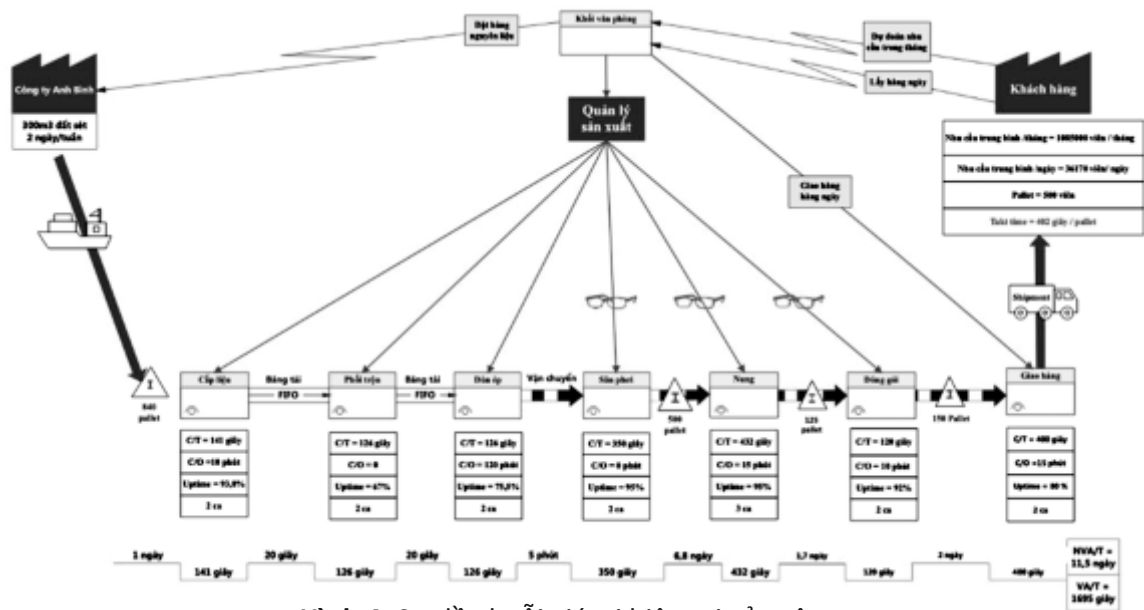 Đặt hàng
nguyên liệu
Khối văn phòng
Dự đoán nhu
cầu trong tháng
Lấy hàng ngày
Công ty Anh Bình
300m3 đất sét
2 ngày/tuần
Quản lý
sản xuất
Khách hàng
Nhu cầu trung bình /tháng = 1085000 viên / tháng
Nhu cầu trung bình /ngày = 36170 viên/ ngày
Pallet = 500 viên
Takt time = 402 giây / pallet
Giao hàng
hàng ngày
Shipment
I
840
pallet
Cấp liệu
Băng tải
FIFO
Phối trộn
Băng tải
FIFO
Đùn ép
Vận chuyển
Sân phơi
I
500
pallet
Nung
I
125
pallet
Đóng gói
I
150 Pallet
Giao hàng
C/T = 141 giây
C/O =10 phút
Uptime = 93,8%
2 ca
C/T = 126 giây
C/O = 0
Uptime = 67%
2 ca
C/T = 126 giây
C/O = 120 phút
Uptime = 75,5%
2 ca
C/T = 350 giây
C/O = 8 phút
Uptime = 95%
2 ca
C/T = 432 giây
C/O = 15 phút
Uptime = 98%
3 ca
C/T = 120 giây
C/O = 10 phút
Uptime = 92%
2 ca
C/T = 400 giây
C/O =15 phút
Uptime = 80 %
2 ca
1 ngày
141 giây
20 giây
126 giây
20 giây
126 giây
5 phút
350 giây
6,8 ngày
432 giây
1,7 ngày
120 giây
2 ngày
400 giây
NVA/T =
11,5 ngày
VA/T =
1695 giây